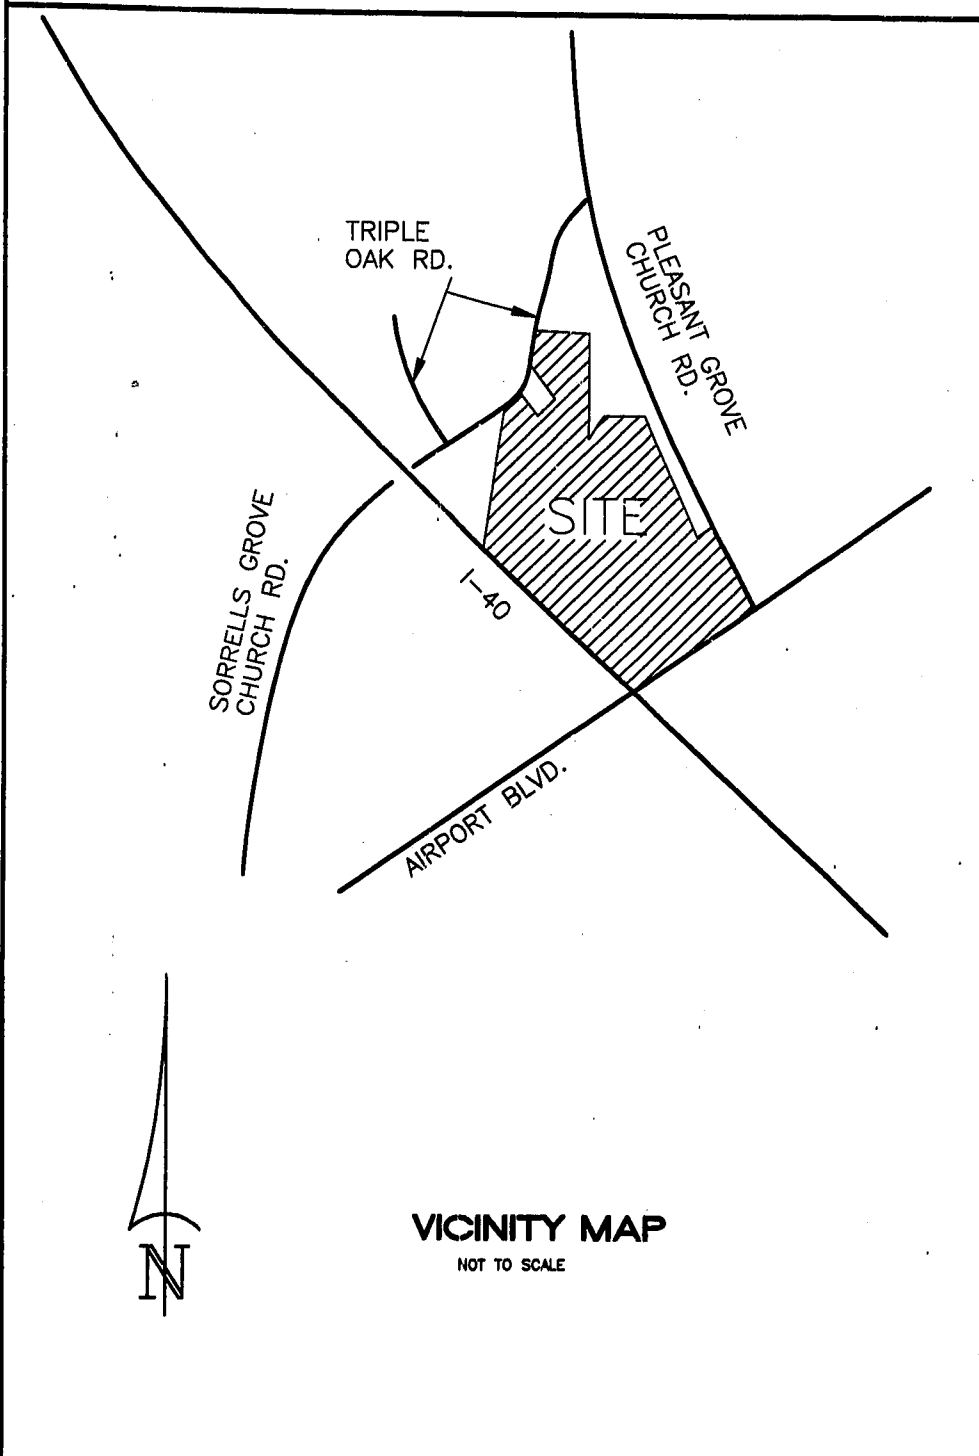 TRIPLE
OAK RD.
PLEASANT GROVE
CHURCH RD.
SITE
SORRELLS GROVE
CHURCH RD.
I-40
AIRPORT BLVD.
N
VICINITY MAP
NOT TO SCALE